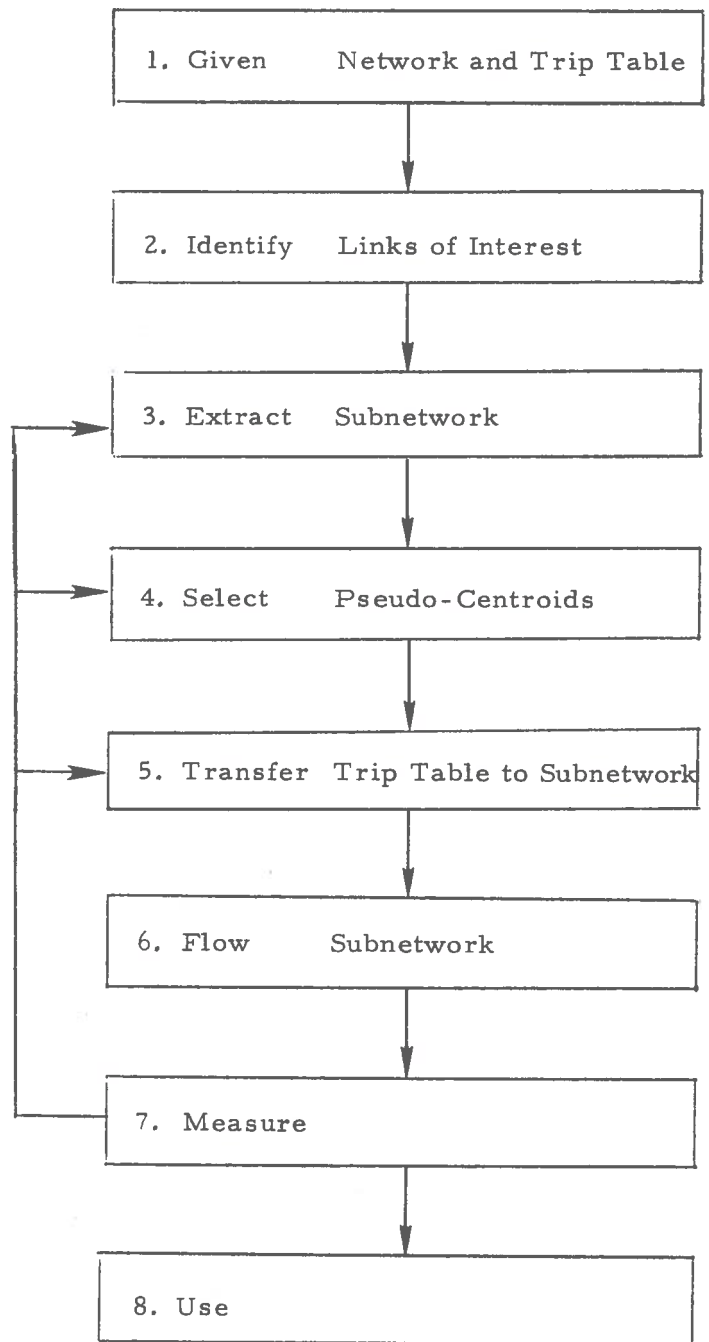 1. Given Network and Trip Table
2. Identify Links of Interest
3. Extract Subnetwork
4. Select Pseudo-Centroids
5. Transfer Trip Table to Subnetwork
6. Flow Subnetwork
7. Measure
8. Use